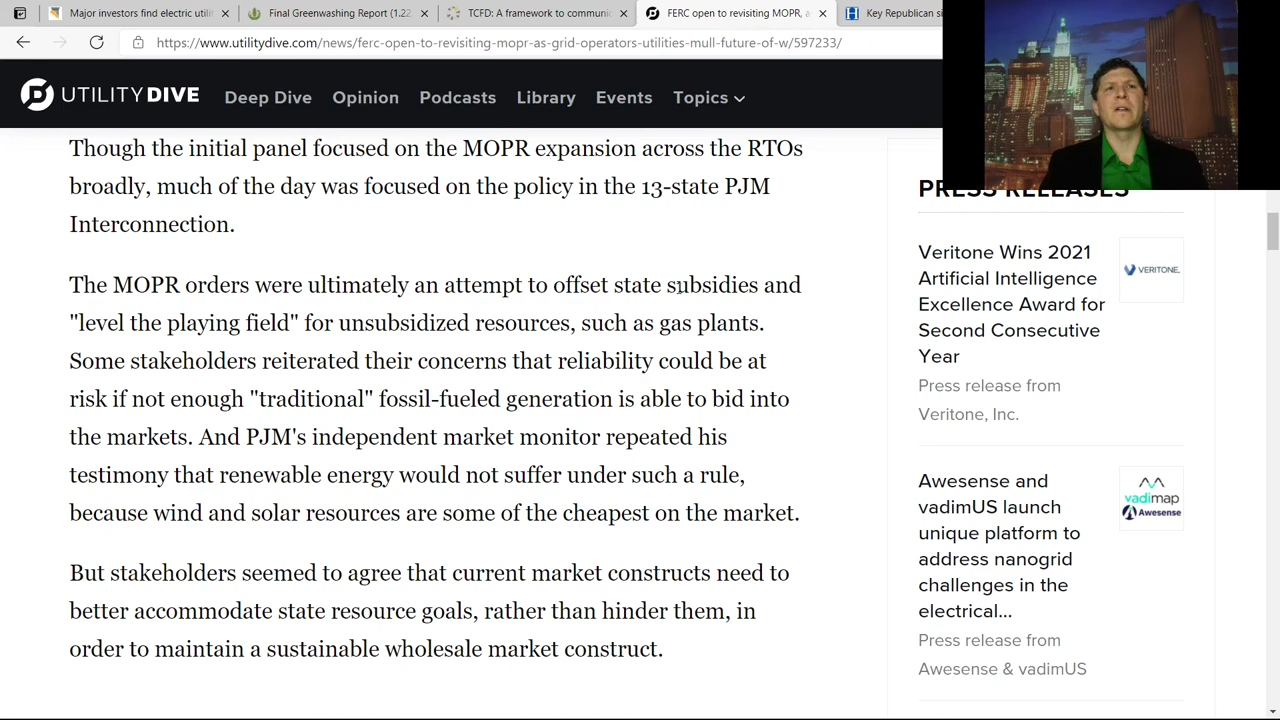 Major investors find electric utili
Final Greenwashing Report (1.22
TCFD: A framework to communic
FERC open to revisiting MOPR, a
Key Republican si
https://www.utilitydive.com/news/ferc-open-to-revisiting-mopr-as-grid-operators-utilities-mull-future-of-w/597233/
UTILITY DIVE Deep Dive Opinion Podcasts Library Events Topics
Though the initial panel focused on the MOPR expansion across the RTOs
broadly, much of the day was focused on the policy in the 13-state PJM
Interconnection.
The MOPR orders were ultimately an attempt to offset state subsidies and
"level the playing field" for unsubsidized resources, such as gas plants.
Some stakeholders reiterated their concerns that reliability could be at
risk if not enough "traditional" fossil-fueled generation is able to bid into
the markets. And PJM's independent market monitor repeated his
testimony that renewable energy would not suffer under such a rule,
because wind and solar resources are some of the cheapest on the market.
But stakeholders seemed to agree that current market constructs need to
better accommodate state resource goals, rather than hinder them, in
order to maintain a sustainable wholesale market construct.
PRESS RELEASES
Veritone Wins 2021
Artificial Intelligence
Excellence Award for
Second Consecutive
Year
Press release from
Veritone, Inc.
VERITONE
Awesense and
vadimUS launch
unique platform to
address nanogrid
challenges in the
electrical...
Press release from
Awesense & vadimUS
vadimap
Awesense